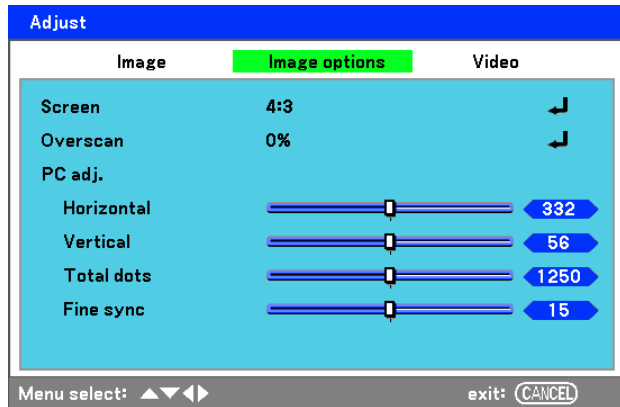 Adjust
Image Image options Video
Screen 4:3
Overscan 0%
PC adj.
Horizontal 332
Vertical 56
Total dots 1250
Fine sync 15
Menu select: ▲▼◀▶ exit: CANCEL